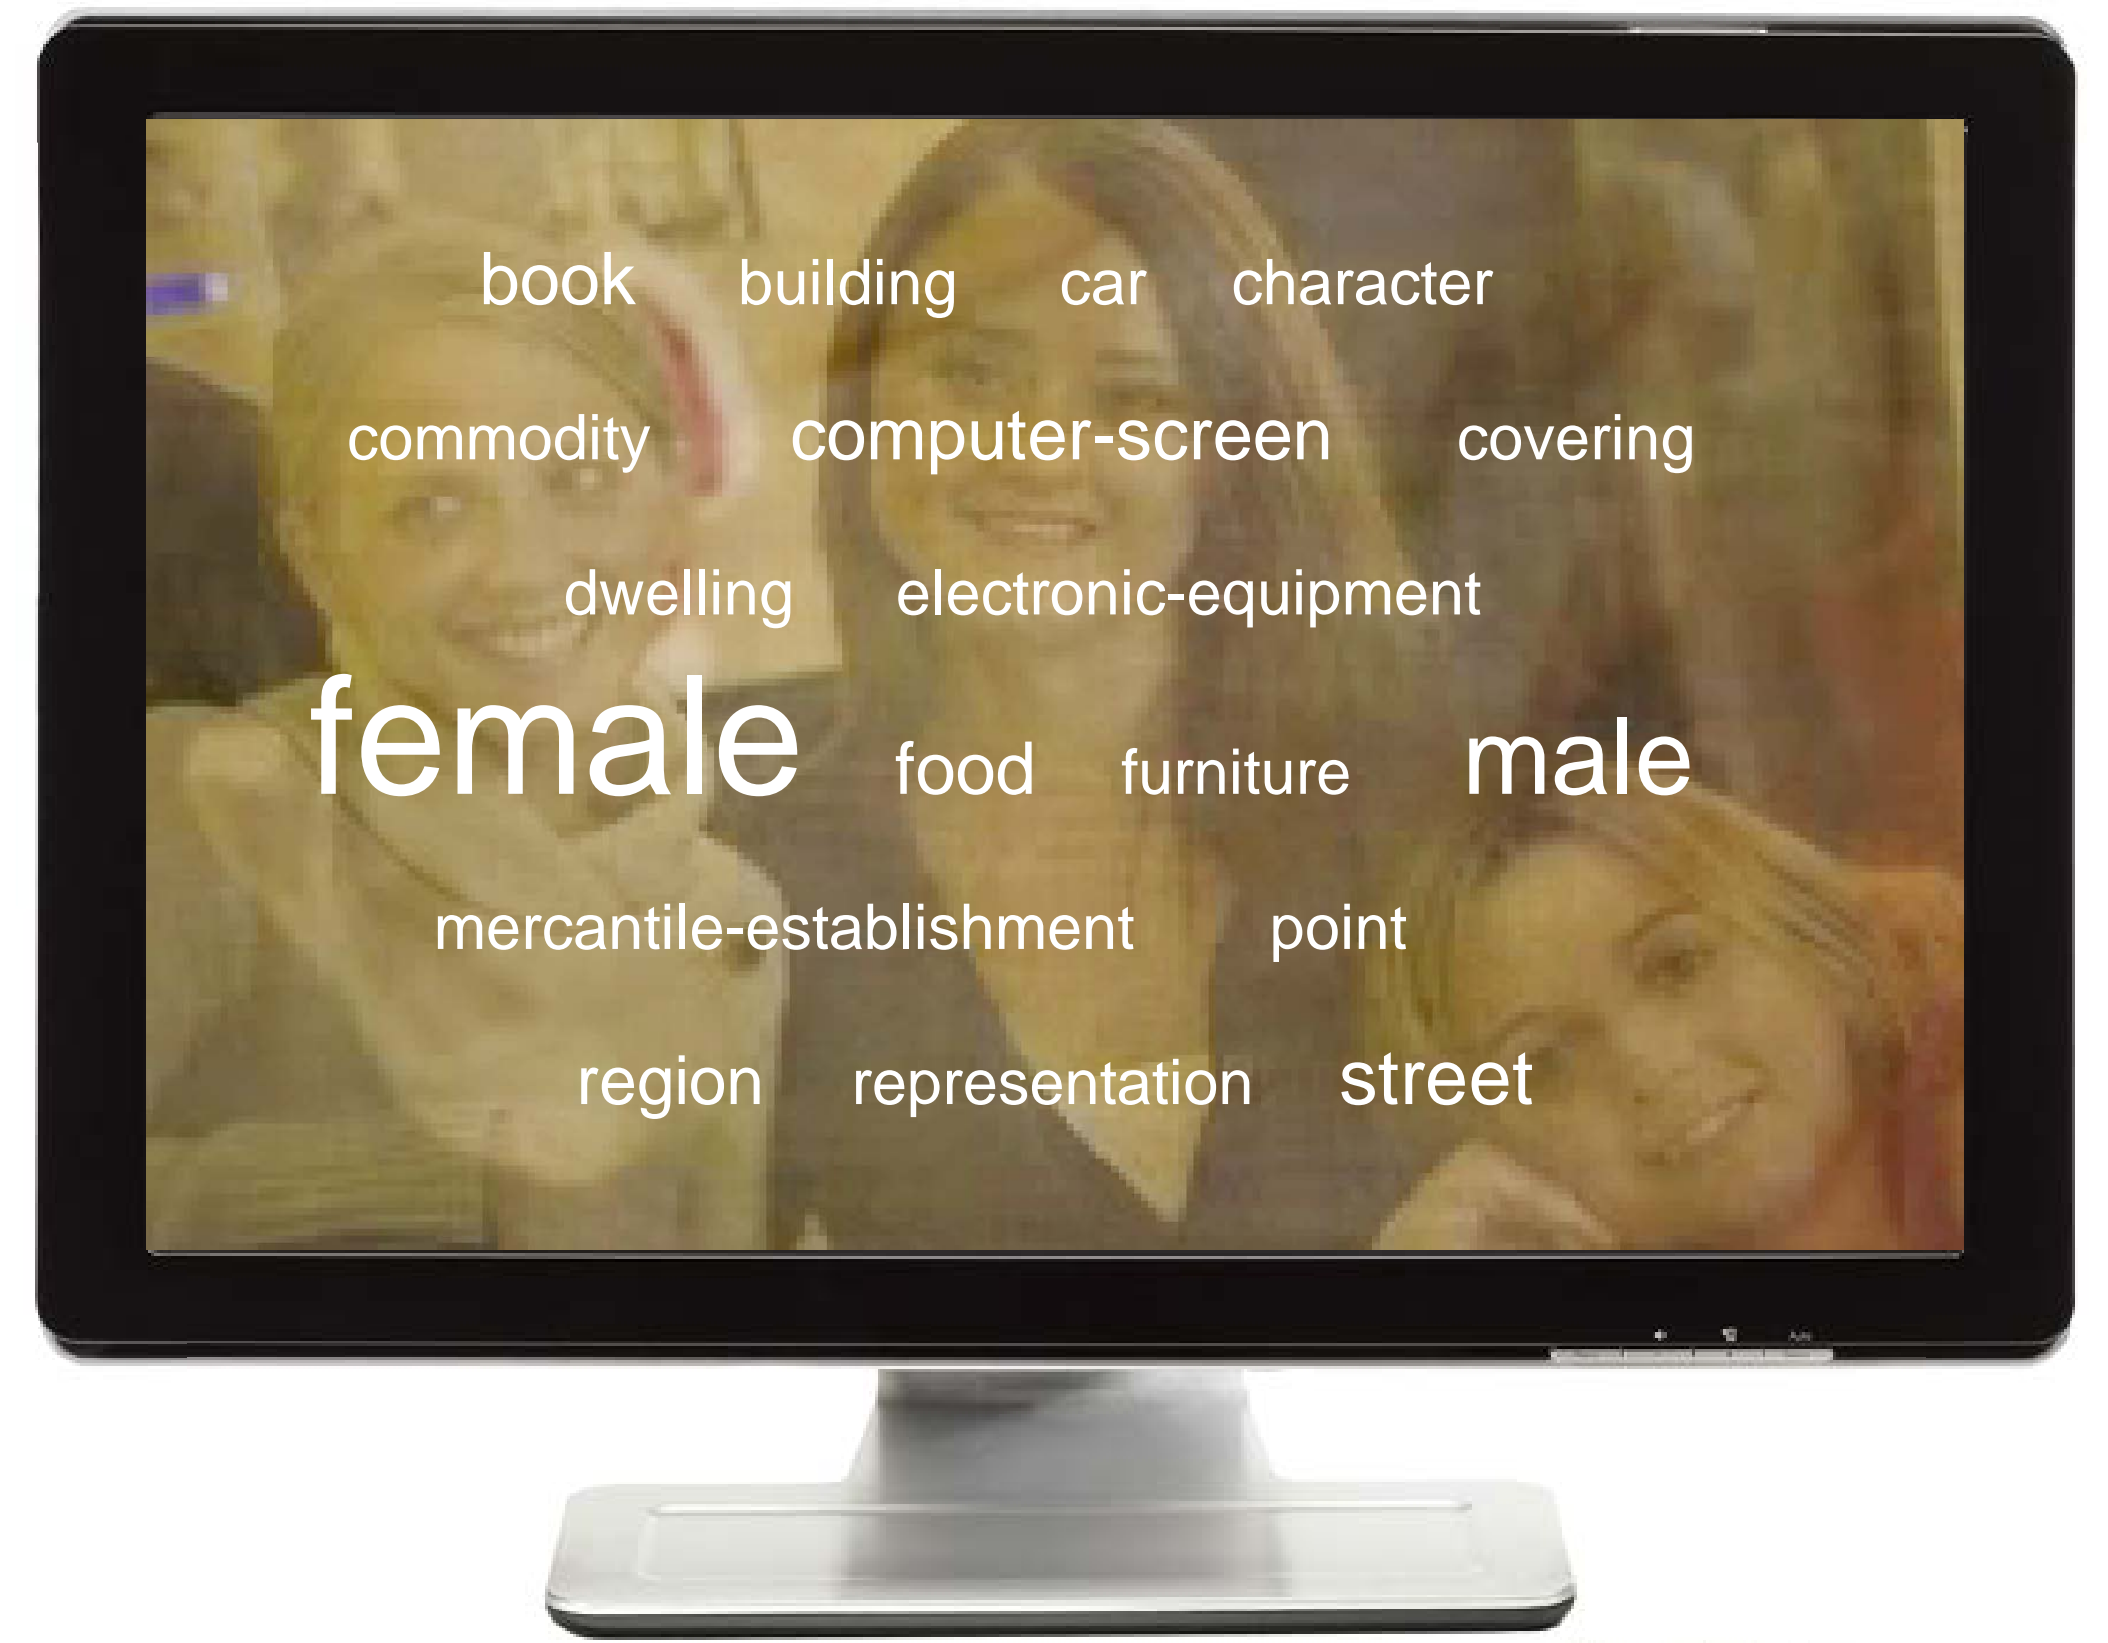 book building car character
commodity computer-screen covering
dwelling electronic-equipment
female food furniture male
mercantile-establishment point
region representation street